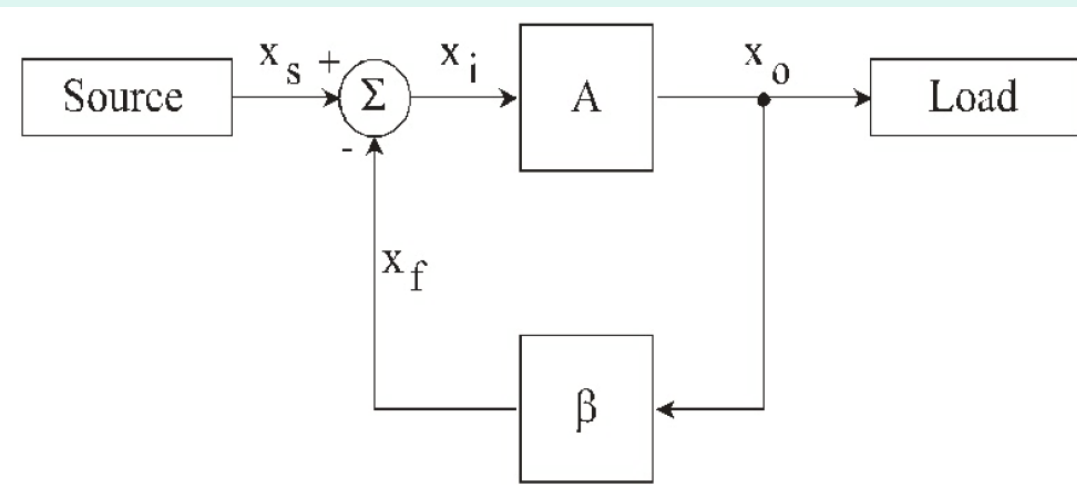 Source
x_s
+
Σ
-
x_i
A
x_o
Load
x_f
β